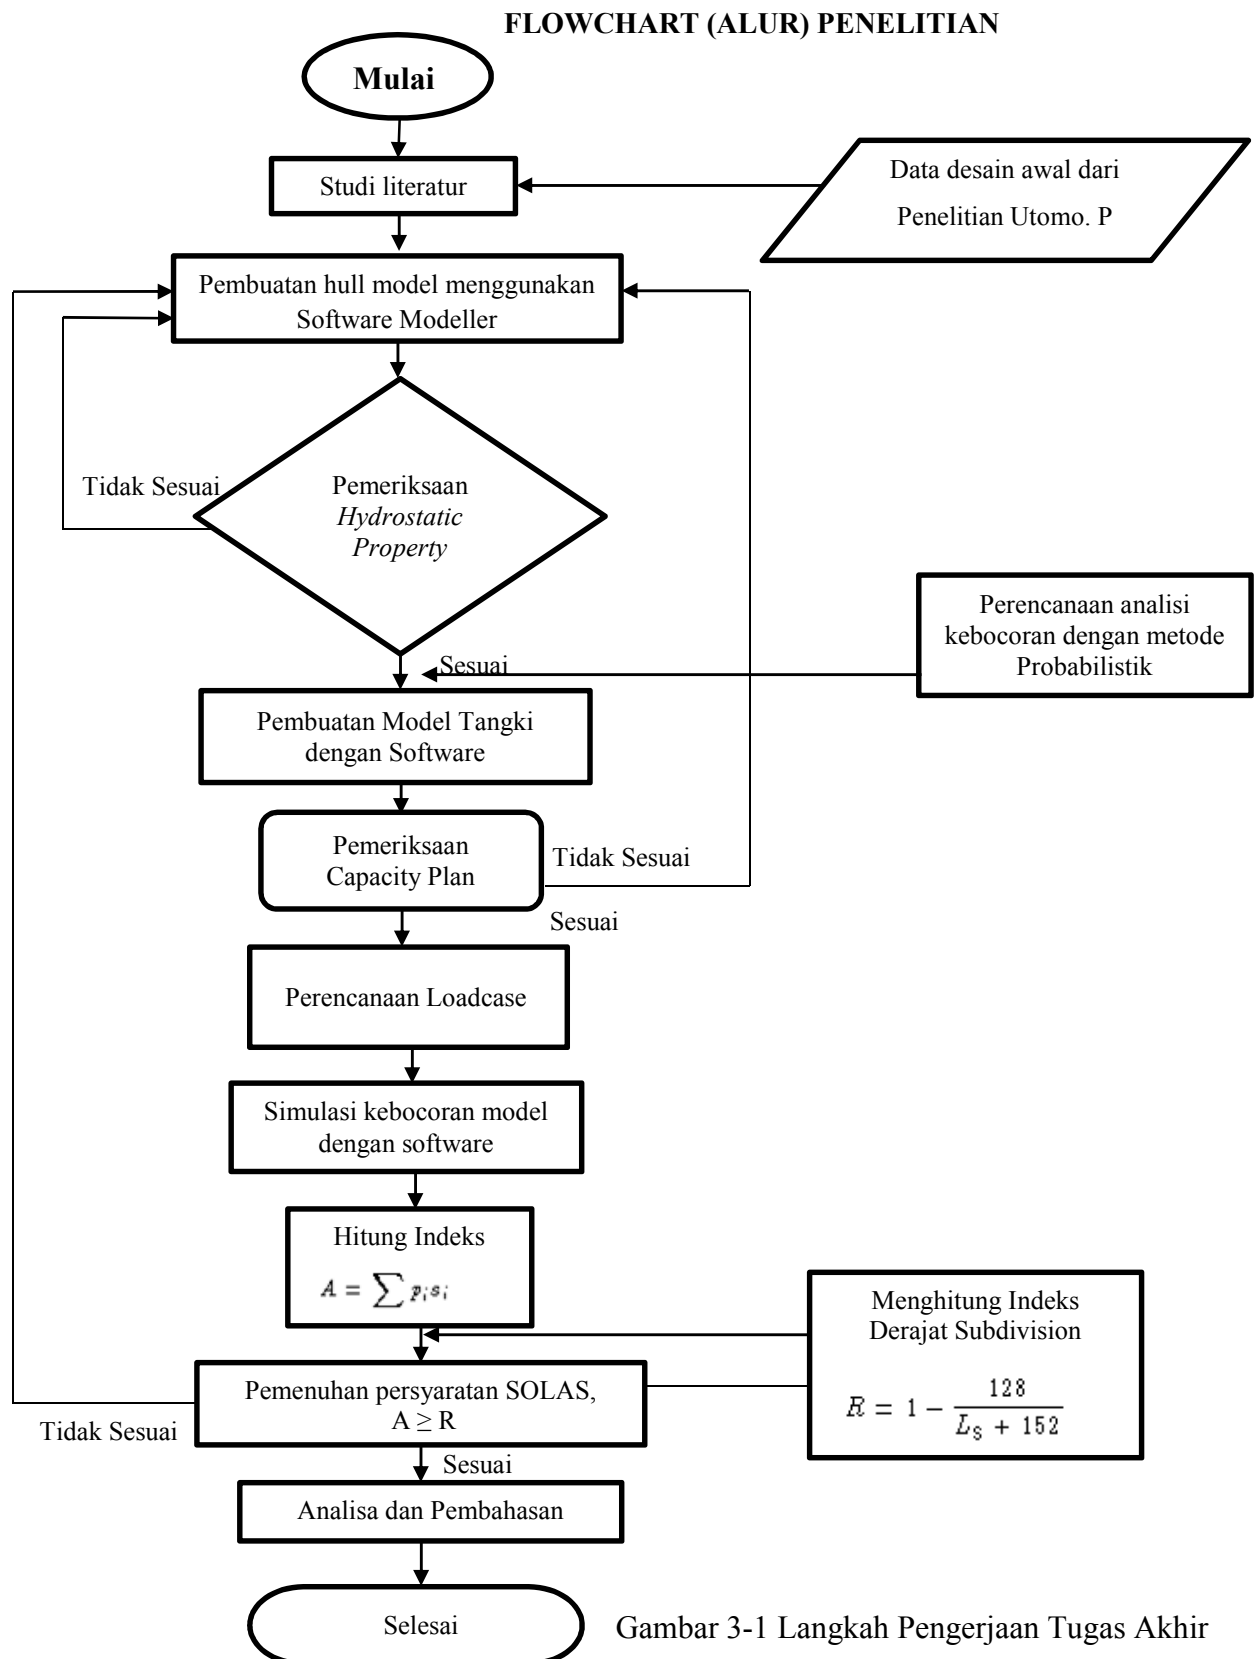 FLOWCHART (ALUR) PENELITIAN
Mulai
Studi literatur
Data desain awal dari
Penelitian Utomo. P
Pembuatan hull model menggunakan
Software Modeller
Tidak Sesuai
Pemeriksaan
Hydrostatic
Property
Sesuai
Perencanaan analisi
kebocoran dengan metode
Probabilistik
Pembuatan Model Tangki
dengan Software
Pemeriksaan
Capacity Plan
Tidak Sesuai
Sesuai
Perencanaan Loadcase
Simulasi kebocoran model
dengan software
Hitung Indeks
A = ∑ pᵢsᵢ
Menghitung Indeks
Derajat Subdivision
R = 1 − 128 / (L_S + 152)
Pemenuhan persyaratan SOLAS,
A ≥ R
Tidak Sesuai
Sesuai
Analisa dan Pembahasan
Selesai
Gambar 3-1 Langkah Pengerjaan Tugas Akhir